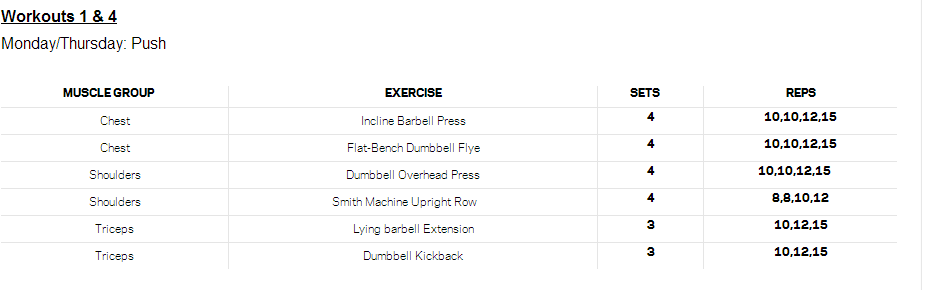 Workouts 1 & 4
Monday/Thursday: Push
MUSCLE GROUP EXERCISE SETS REPS
Chest Incline Barbell Press 4 10,10,12,15
Chest Flat-Bench Dumbbell Flye 4 10,10,12,15
Shoulders Dumbbell Overhead Press 4 10,10,12,15
Shoulders Smith Machine Upright Row 4 8,8,10,12
Triceps Lying barbell Extension 3 10,12,15
Triceps Dumbbell Kickback 3 10,12,15